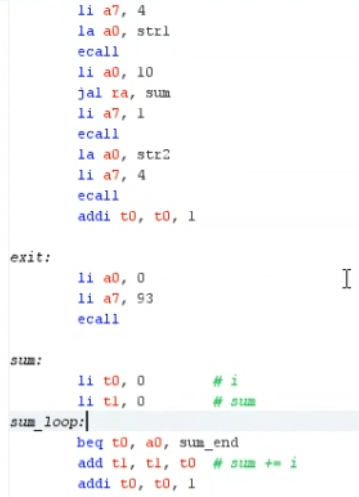 li a7, 4
la a0, str1
ecall
li a0, 10
jal ra, sum
li a7, 1
ecall
la a0, str2
li a7, 4
ecall
addi t0, t0, 1
exit:
li a0, 0
li a7, 93
ecall
sum:
li t0, 0 # i
li t1, 0 # sum
sum_loop:
beq t0, a0, sum_end
add t1, t1, t0 # sum += i
addi t0, t0, 1